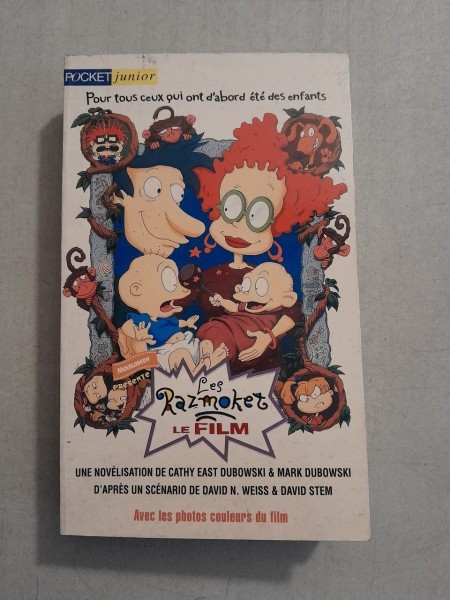 POCKET junior
Pour tous ceux qui ont d'abord été des enfants
NICKELODEON
PRÉSENTE
Les
Razmoket
LE FILM
UNE NOVÉLISATION DE CATHY EAST DUBOWSKI & MARK DUBOWSKI
D'APRÈS UN SCÉNARIO DE DAVID N. WEISS & DAVID STEM
Avec les photos couleurs du film